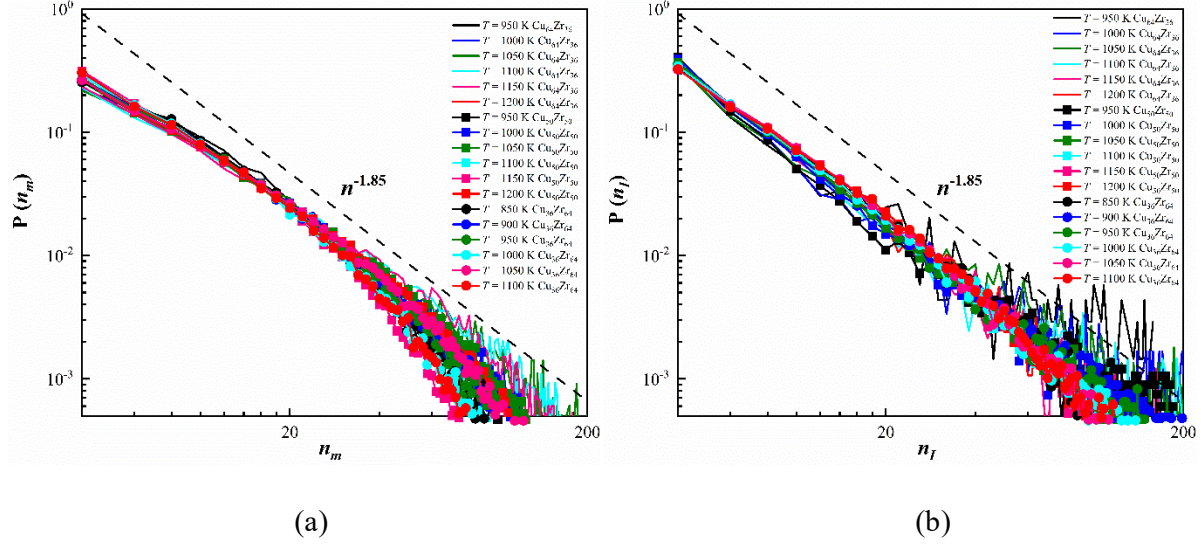 (a)
10⁰
10⁻¹
10⁻²
10⁻³
P (n_m)
20
200
n_m
n^-1.85
T = 950 K Cu₆₄Zr₃₆
T = 1000 K Cu₆₄Zr₃₆
T = 1050 K Cu₆₄Zr₃₆
T = 1100 K Cu₆₄Zr₃₆
T = 1150 K Cu₆₄Zr₃₆
T = 1200 K Cu₆₄Zr₃₆
T = 950 K Cu₅₀Zr₅₀
T = 1000 K Cu₅₀Zr₅₀
T = 1050 K Cu₅₀Zr₅₀
T = 1100 K Cu₅₀Zr₅₀
T = 1150 K Cu₅₀Zr₅₀
T = 1200 K Cu₅₀Zr₅₀
T = 850 K Cu₃₆Zr₆₄
T = 900 K Cu₃₆Zr₆₄
T = 950 K Cu₃₆Zr₆₄
T = 1000 K Cu₃₆Zr₆₄
T = 1050 K Cu₃₆Zr₆₄
T = 1100 K Cu₃₆Zr₆₄
(b)
10⁰
10⁻¹
10⁻²
10⁻³
P (n_I)
20
200
n_I
n^-1.85
T = 950 K Cu₆₄Zr₃₆
T = 1000 K Cu₆₄Zr₃₆
T = 1050 K Cu₆₄Zr₃₆
T = 1100 K Cu₆₄Zr₃₆
T = 1150 K Cu₆₄Zr₃₆
T = 1200 K Cu₆₄Zr₃₆
T = 950 K Cu₅₀Zr₅₀
T = 1000 K Cu₅₀Zr₅₀
T = 1050 K Cu₅₀Zr₅₀
T = 1100 K Cu₅₀Zr₅₀
T = 1150 K Cu₅₀Zr₅₀
T = 1200 K Cu₅₀Zr₅₀
T = 850 K Cu₃₆Zr₆₄
T = 900 K Cu₃₆Zr₆₄
T = 950 K Cu₃₆Zr₆₄
T = 1000 K Cu₃₆Zr₆₄
T = 1050 K Cu₃₆Zr₆₄
T = 1100 K Cu₃₆Zr₆₄
(a)
(b)